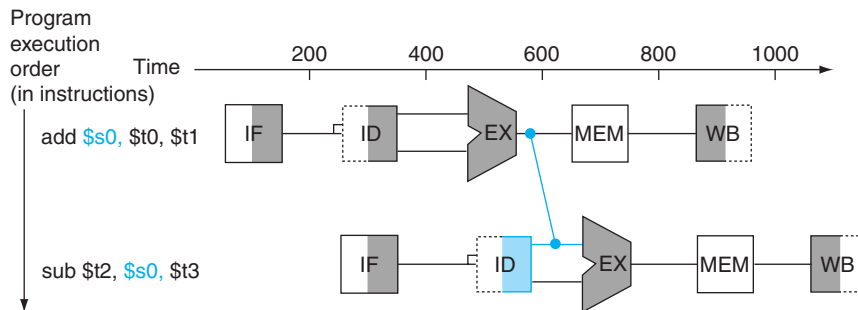 Program
execution
order
(in instructions)
Time
200 400 600 800 1000
add $s0, $t0, $t1
IF ID EX MEM WB
sub $t2, $s0, $t3
IF ID EX MEM WB